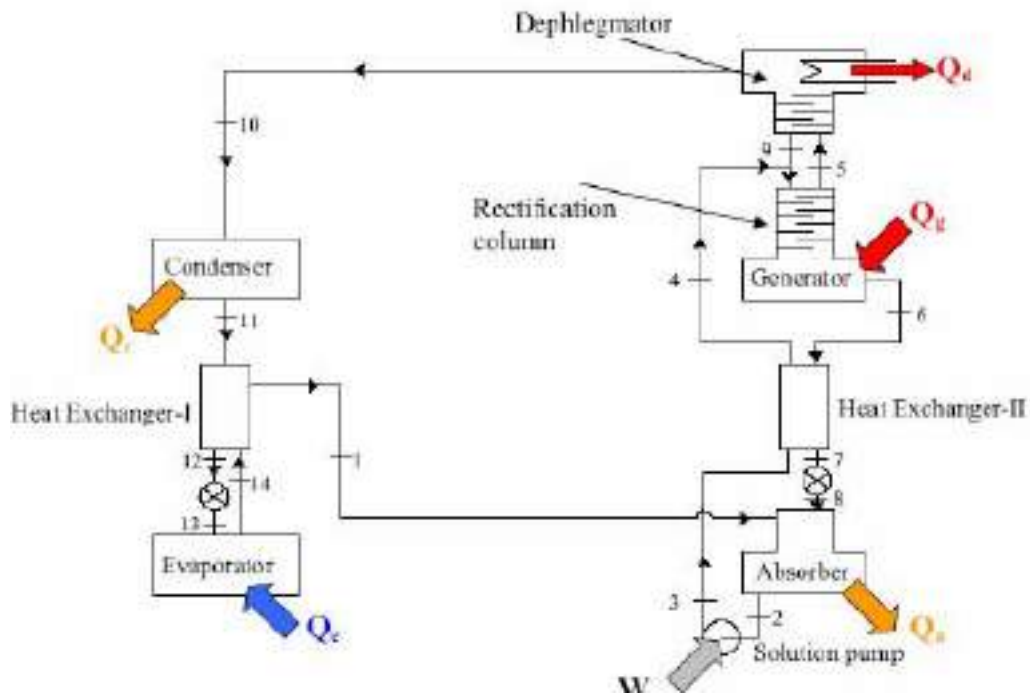 Dephlegmator
Qd
10
9
5
Rectification
column
Qg
Condenser
4
Generator
11
6
Qc
Heat Exchanger-I
Heat Exchanger-II
12
14
1
7
8
13
Evaporator
Absorber
3
2
Qe
Qa
Solution pump
W